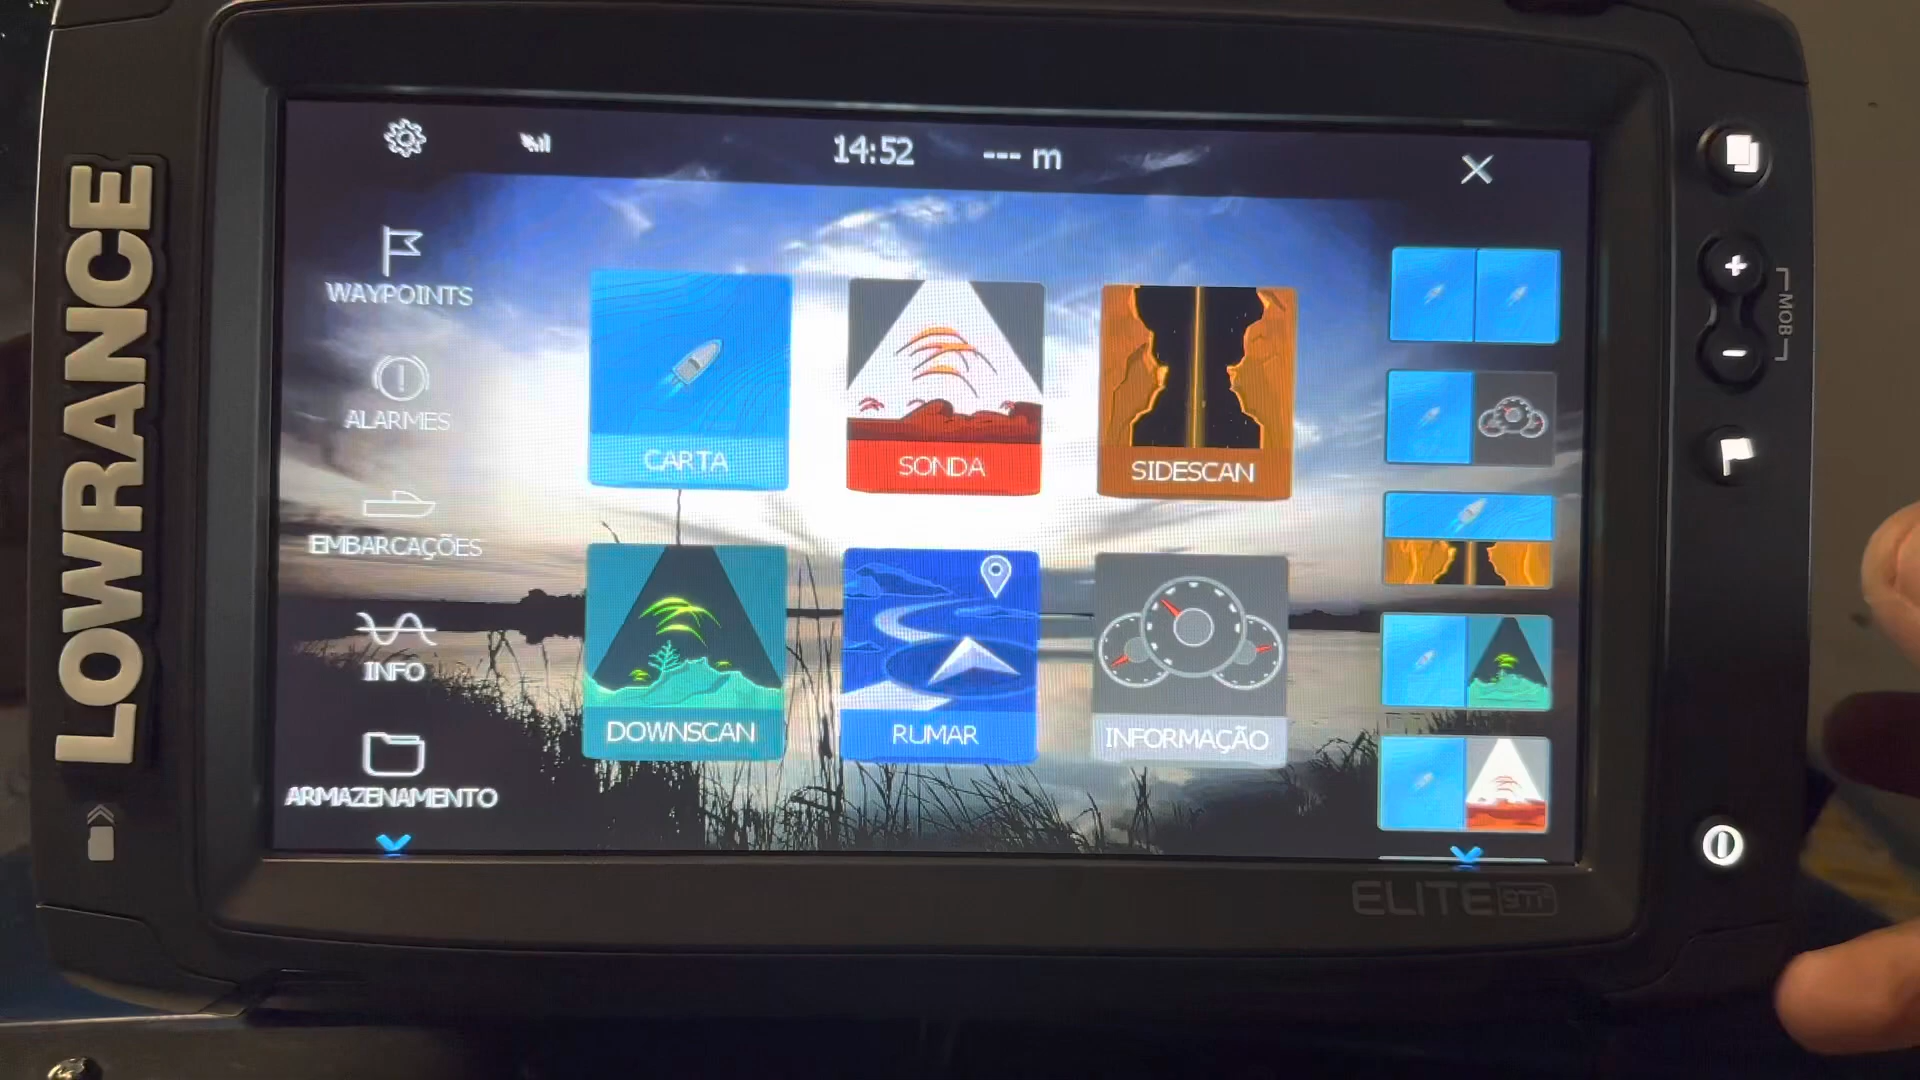 LOWRANCE
14:52
--- m
WAYPOINTS
ALARMES
EMBARCAÇÕES
INFO
ARMAZENAMENTO
CARTA
SONDA
SIDESCAN
DOWNSCAN
RUMAR
INFORMAÇÃO
MOB
ELITE